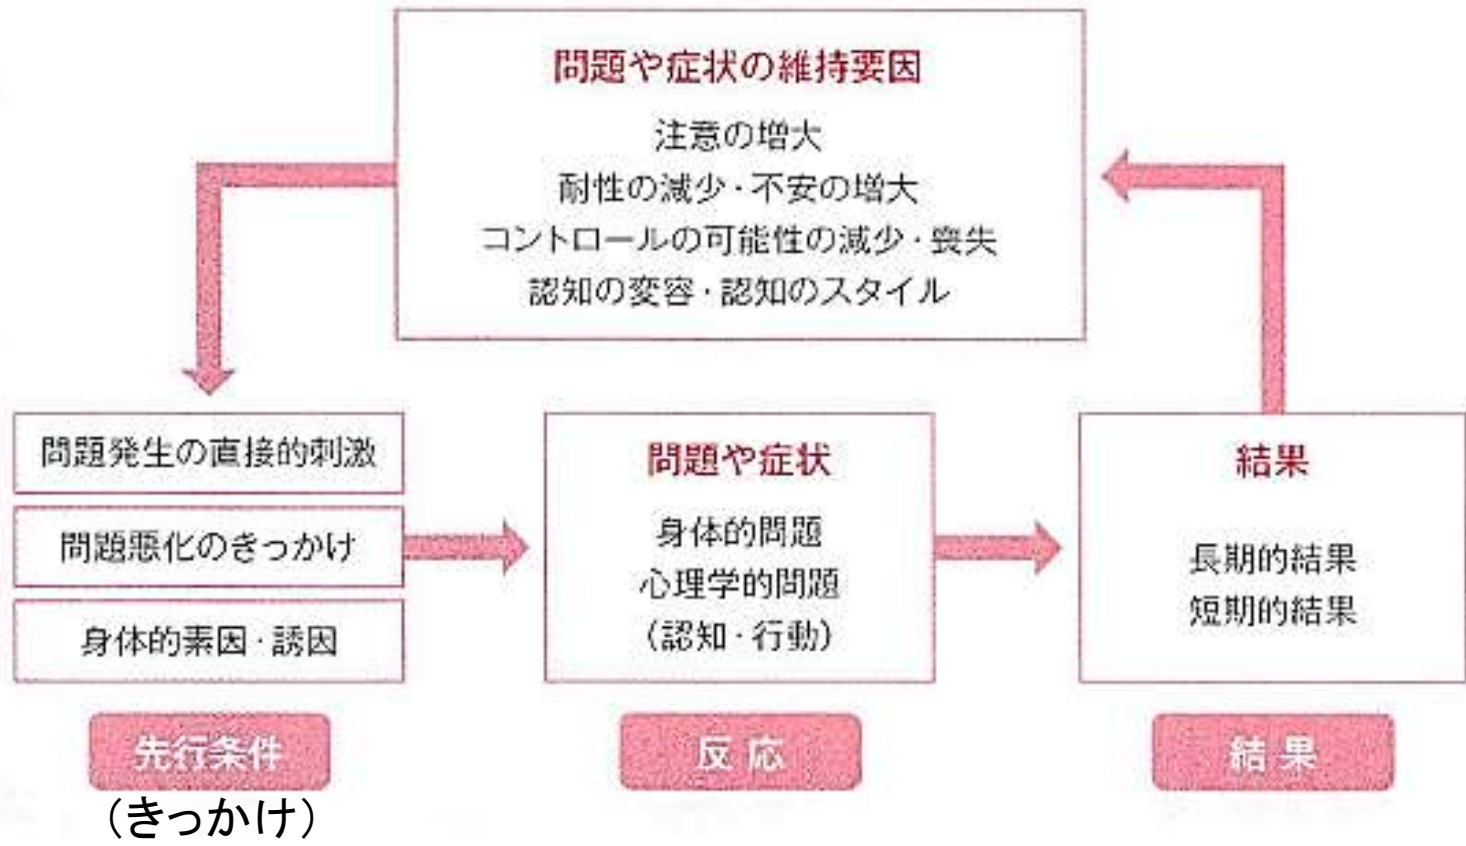 問題や症状の維持要因
注意の増大
耐性の減少・不安の増大
コントロールの可能性の減少・喪失
認知の変容・認知のスタイル
問題発生の直接的刺激
問題悪化のきっかけ
身体的素因・誘因
先行条件
(きっかけ)
問題や症状
身体的問題
心理学的問題
(認知・行動)
反応
結果
長期的結果
短期的結果
結果